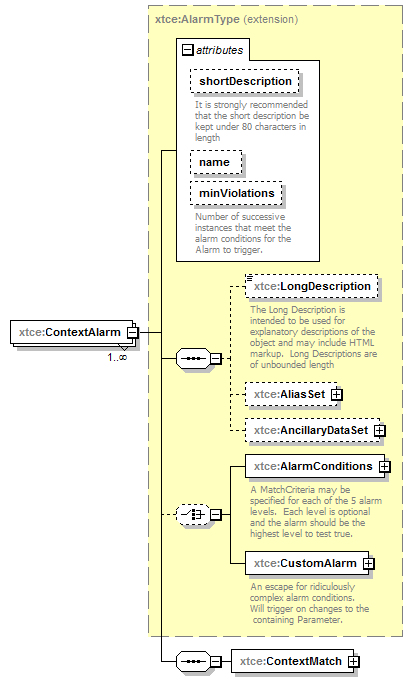 xtce:AlarmType (extension)
attributes
shortDescription
It is strongly recommended
that the short description be
kept under 80 characters in
length
name
minViolations
Number of successive
instances that meet the
alarm conditions for the
Alarm to trigger.
xtce:LongDescription
The Long Description is
intended to be used for
explanatory descriptions of the
object and may include HTML
markup.  Long Descriptions are
of unbounded length
xtce:ContextAlarm
1..∞
xtce:AliasSet
xtce:AncillaryDataSet
xtce:AlarmConditions
A MatchCriteria may be
specified for each of the 5 alarm
levels.  Each level is optional
and the alarm should be the
highest level to test true.
xtce:CustomAlarm
An escape for ridiculously
complex alarm conditions.
Will trigger on changes to the
containing Parameter.
xtce:ContextMatch